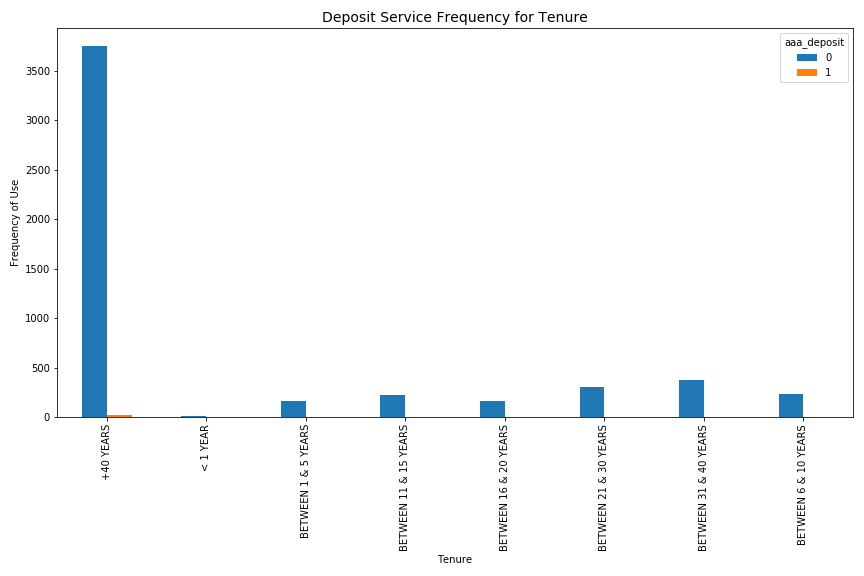 Deposit Service Frequency for Tenure
aaa_deposit
0
1
Frequency of Use
3500
3000
2500
2000
1500
1000
500
0
+40 YEARS
< 1 YEAR
BETWEEN 1 & 5 YEARS
BETWEEN 11 & 15 YEARS
BETWEEN 16 & 20 YEARS
BETWEEN 21 & 30 YEARS
BETWEEN 31 & 40 YEARS
BETWEEN 6 & 10 YEARS
Tenure